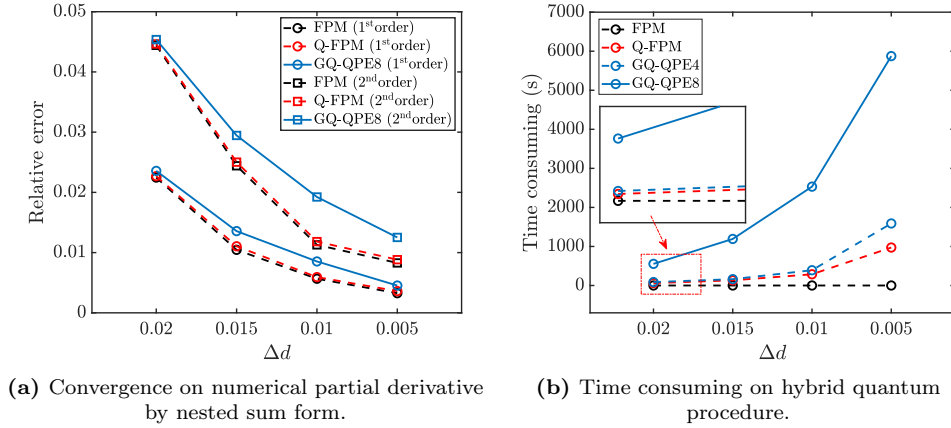 0.05
0.04
0.03
0.02
0.01
0
Relative error
0.02 0.015 0.01 0.005
Δd
FPM (1st order)
Q-FPM (1st order)
GQ-QPE8 (1st order)
FPM (2nd order)
Q-FPM (2nd order)
GQ-QPE8 (2nd order)
(a) Convergence on numerical partial derivative
by nested sum form.
7000
6000
5000
4000
3000
2000
1000
0
Time consuming (s)
0.02 0.015 0.01 0.005
Δd
FPM
Q-FPM
GQ-QPE4
GQ-QPE8
(b) Time consuming on hybrid quantum
procedure.